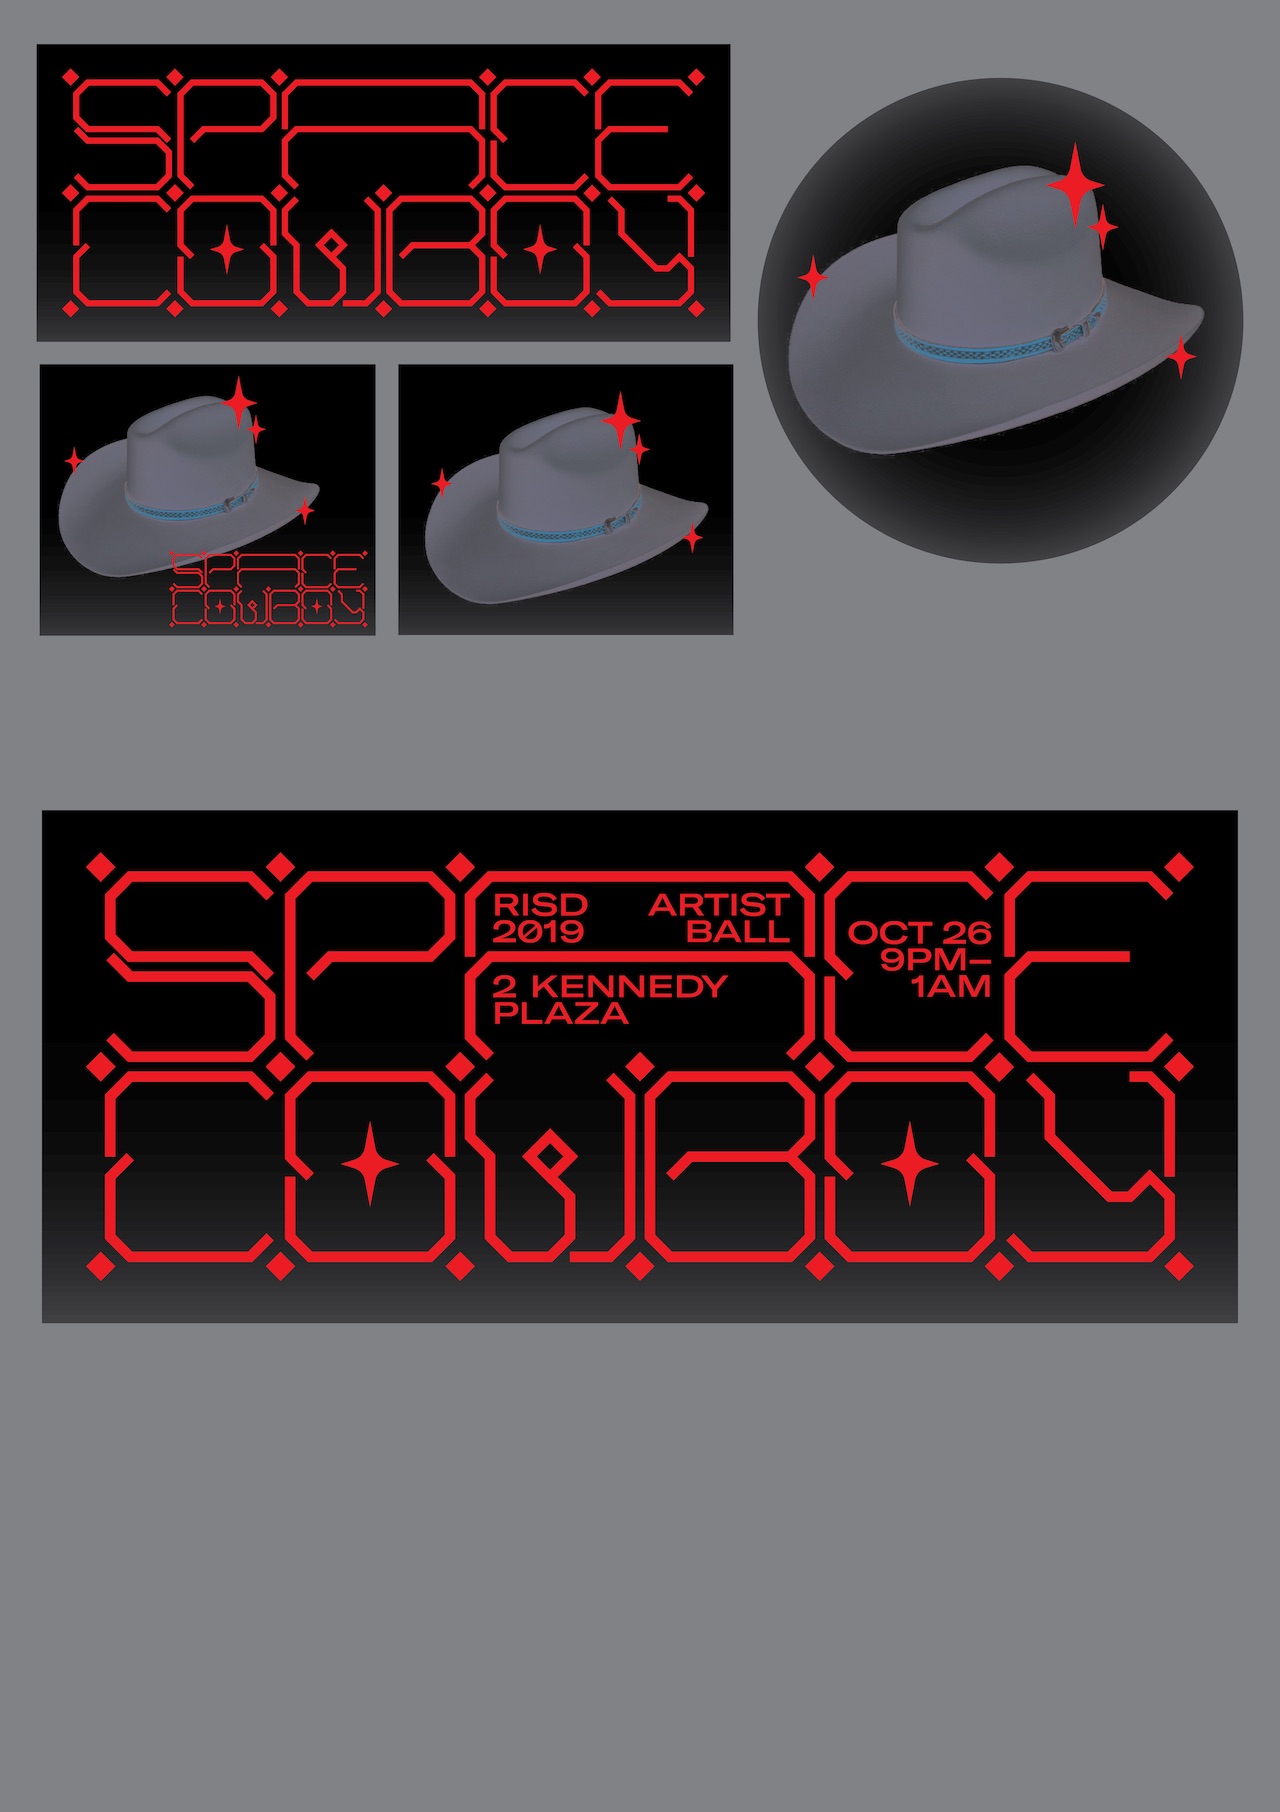 SPACE
COWBOY
SPACE
COWBOY
SPACE
COWBOY
RISD
2019
ARTIST
BALL
2 KENNEDY
PLAZA
OCT 26
9PM–
1AM